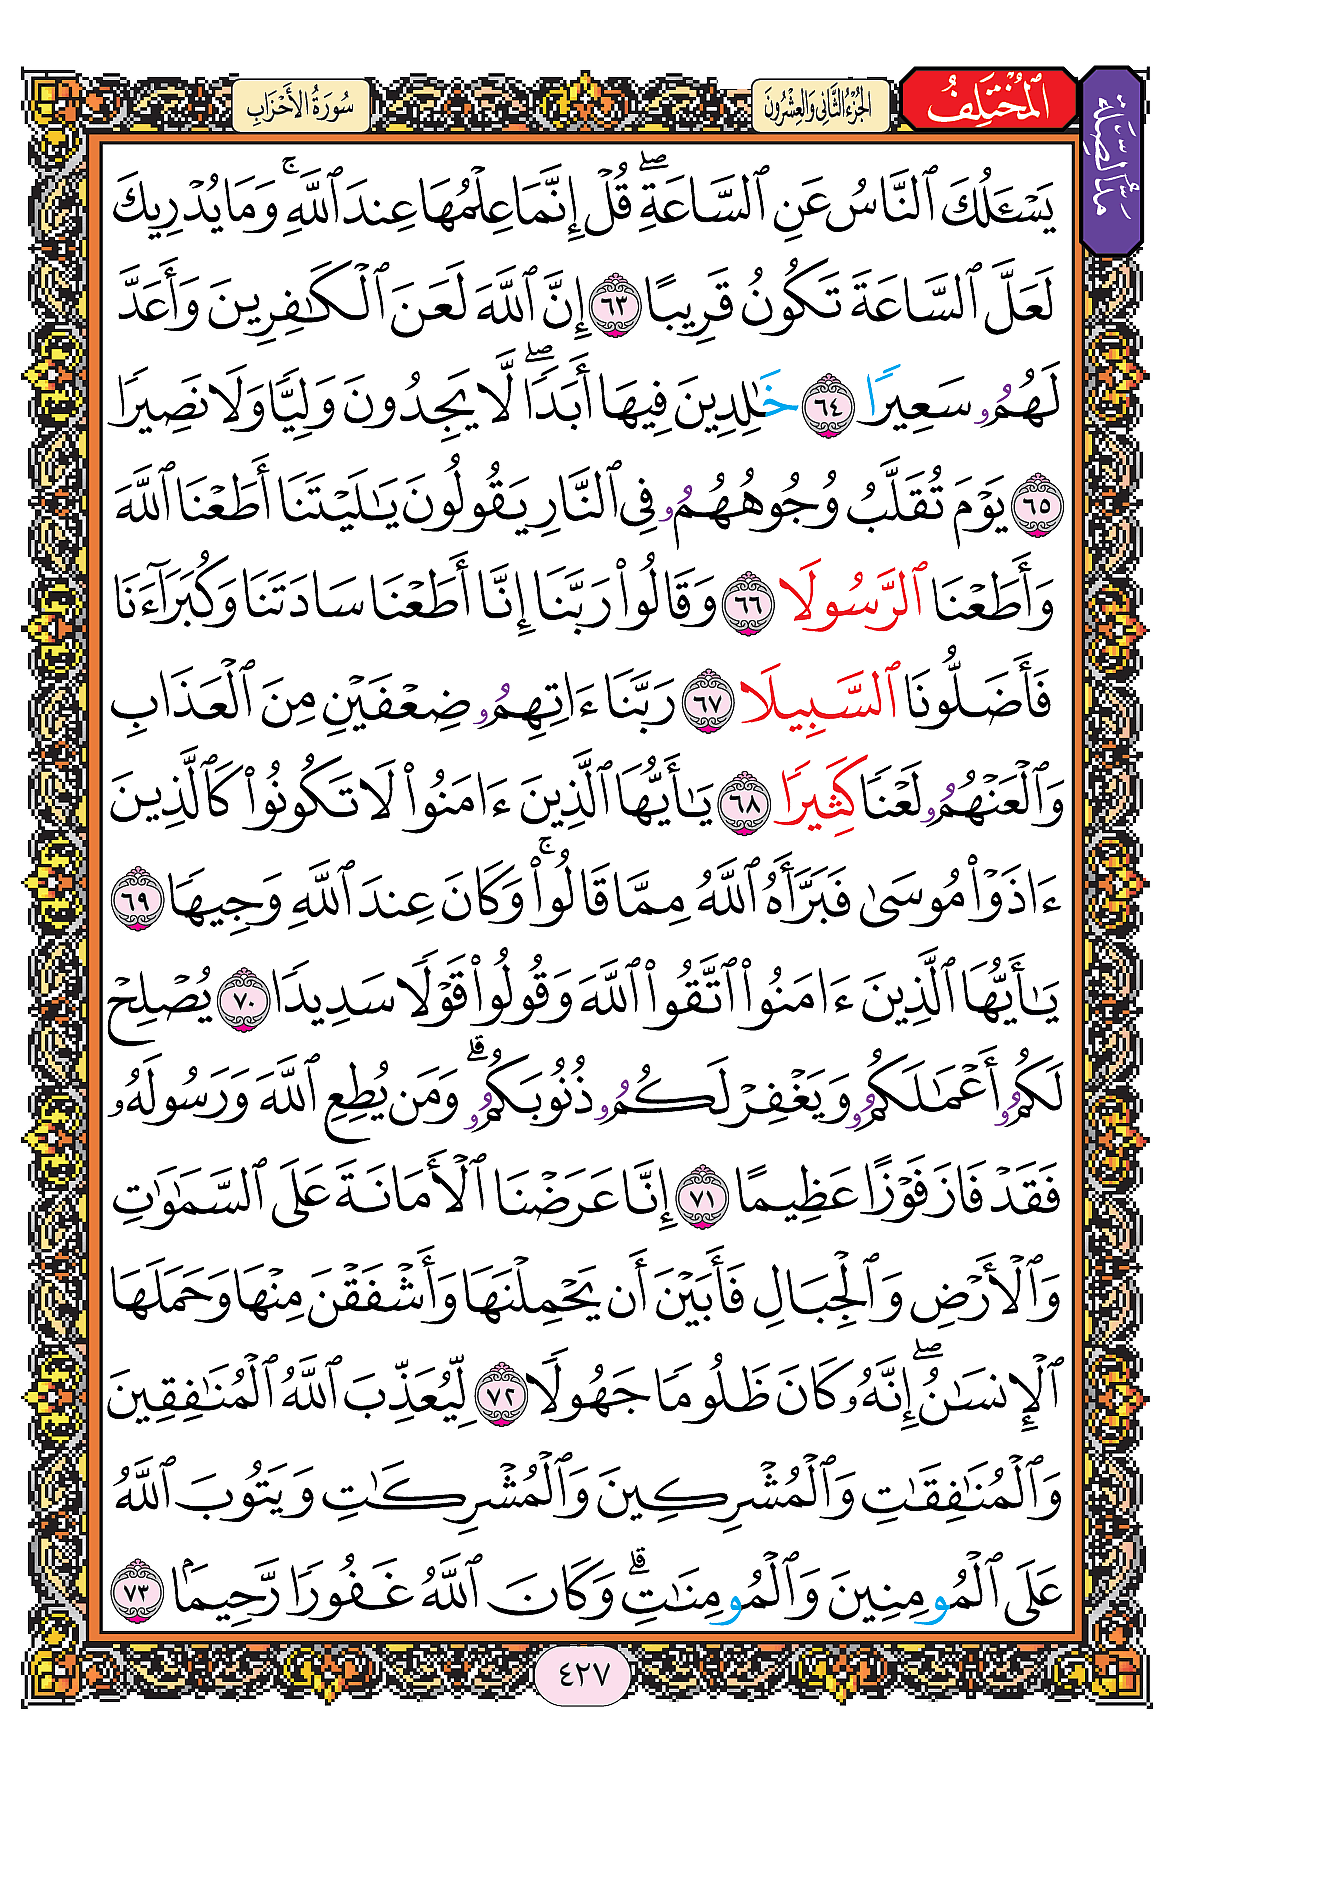 سُورَةُ الأَحْزَابِ
الجُزْءُ الثَّانِي وَالعِشْرُونَ
المُخْتَلَفُ
مَدُّ الصِّلَةِ
يَسْـَٔلُكَ ٱلنَّاسُ عَنِ ٱلسَّاعَةِۖ قُلْ إِنَّمَا عِلْمُهَا عِندَ ٱللَّهِۚ وَمَا يُدْرِيكَ
لَعَلَّ ٱلسَّاعَةَ تَكُونُ قَرِيبًا ٦٣ إِنَّ ٱللَّهَ لَعَنَ ٱلْكَٰفِرِينَ وَأَعَدَّ
لَهُمُۥ سَعِيرًا ٦٤ خَٰلِدِينَ فِيهَا أَبَدًاۖ لَّا يَجِدُونَ وَلِيًّا وَلَا نَصِيرًا
٦٥ يَوْمَ تُقَلَّبُ وُجُوهُهُمُۥ فِى ٱلنَّارِ يَقُولُونَ يَٰلَيْتَنَا أَطَعْنَا ٱللَّهَ
وَأَطَعْنَا ٱلرَّسُولَا ٦٦ وَقَالُوا۟ رَبَّنَا إِنَّا أَطَعْنَا سَادَتَنَا وَكُبَرَآءَنَا
فَأَضَلُّونَا ٱلسَّبِيلَا ٦٧ رَبَّنَا ءَاتِهِمُۥ ضِعْفَيْنِ مِنَ ٱلْعَذَابِ
وَٱلْعَنْهُمُۥ لَعْنًا كَثِيرًا ٦٨ يَٰأَيُّهَا ٱلَّذِينَ ءَامَنُوا۟ لَا تَكُونُوا۟ كَٱلَّذِينَ
ءَاذَوْا۟ مُوسَىٰ فَبَرَّأَهُ ٱللَّهُ مِمَّا قَالُوا۟ۚ وَكَانَ عِندَ ٱللَّهِ وَجِيهًا ٦٩
يَٰأَيُّهَا ٱلَّذِينَ ءَامَنُوا۟ ٱتَّقُوا۟ ٱللَّهَ وَقُولُوا۟ قَوْلًا سَدِيدًا ٧٠ يُصْلِحْ
لَكُمُۥ أَعْمَٰلَكُمُۥ وَيَغْفِرْ لَكُمُۥ ذُنُوبَكُمُۥۗ وَمَن يُطِعِ ٱللَّهَ وَرَسُولَهُۥ
فَقَدْ فَازَ فَوْزًا عَظِيمًا ٧١ إِنَّا عَرَضْنَا ٱلْأَمَانَةَ عَلَى ٱلسَّمَٰوَٰتِ
وَٱلْأَرْضِ وَٱلْجِبَالِ فَأَبَيْنَ أَن يَحْمِلْنَهَا وَأَشْفَقْنَ مِنْهَا وَحَمَلَهَا
ٱلْإِنسَٰنُۖ إِنَّهُۥ كَانَ ظَلُومًا جَهُولًا ٧٢ لِّيُعَذِّبَ ٱللَّهُ ٱلْمُنَٰفِقِينَ
وَٱلْمُنَٰفِقَٰتِ وَٱلْمُشْرِكِينَ وَٱلْمُشْرِكَٰتِ وَيَتُوبَ ٱللَّهُ
عَلَى ٱلْمُومِنِينَ وَٱلْمُومِنَٰتِۗ وَكَانَ ٱللَّهُ غَفُورًا رَّحِيمًا ٧٣
٤٢٧